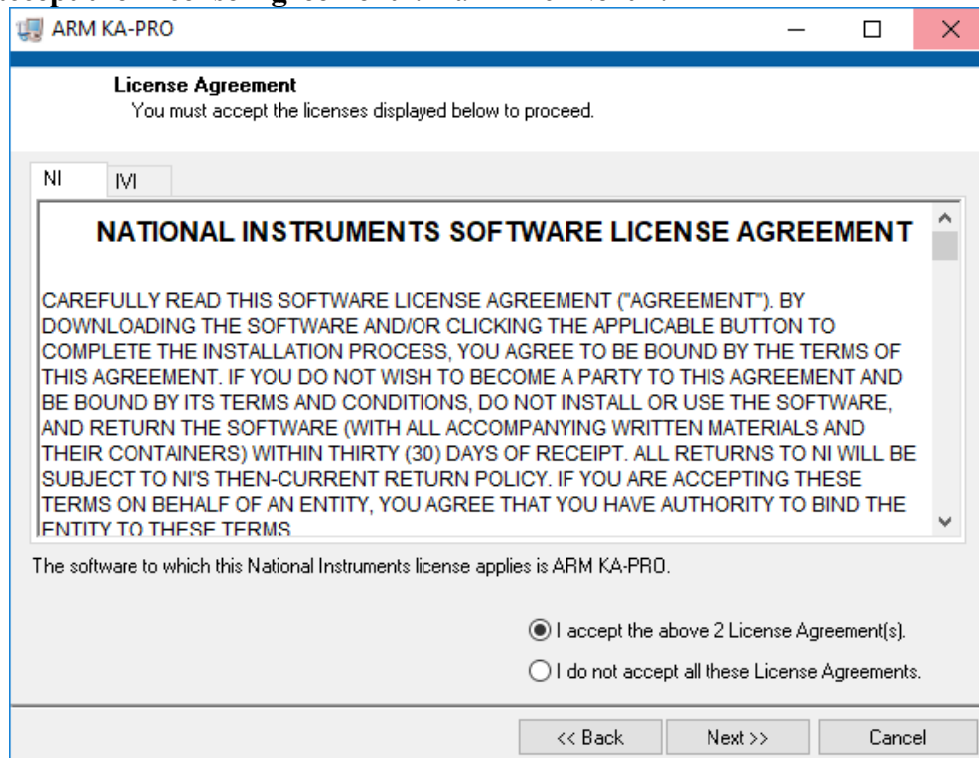 ARM KA-PRO
License Agreement
You must accept the licenses displayed below to proceed.
NI IVI
NATIONAL INSTRUMENTS SOFTWARE LICENSE AGREEMENT
CAREFULLY READ THIS SOFTWARE LICENSE AGREEMENT ("AGREEMENT"). BY
DOWNLOADING THE SOFTWARE AND/OR CLICKING THE APPLICABLE BUTTON TO
COMPLETE THE INSTALLATION PROCESS, YOU AGREE TO BE BOUND BY THE TERMS OF
THIS AGREEMENT. IF YOU DO NOT WISH TO BECOME A PARTY TO THIS AGREEMENT AND
BE BOUND BY ITS TERMS AND CONDITIONS, DO NOT INSTALL OR USE THE SOFTWARE,
AND RETURN THE SOFTWARE (WITH ALL ACCOMPANYING WRITTEN MATERIALS AND
THEIR CONTAINERS) WITHIN THIRTY (30) DAYS OF RECEIPT. ALL RETURNS TO NI WILL BE
SUBJECT TO NI'S THEN-CURRENT RETURN POLICY. IF YOU ARE ACCEPTING THESE
TERMS ON BEHALF OF AN ENTITY, YOU AGREE THAT YOU HAVE AUTHORITY TO BIND THE
ENTITY TO THESE TERMS
The software to which this National Instruments license applies is ARM KA-PRO.
I accept the above 2 License Agreement(s).
I do not accept all these License Agreements.
<< Back Next >> Cancel